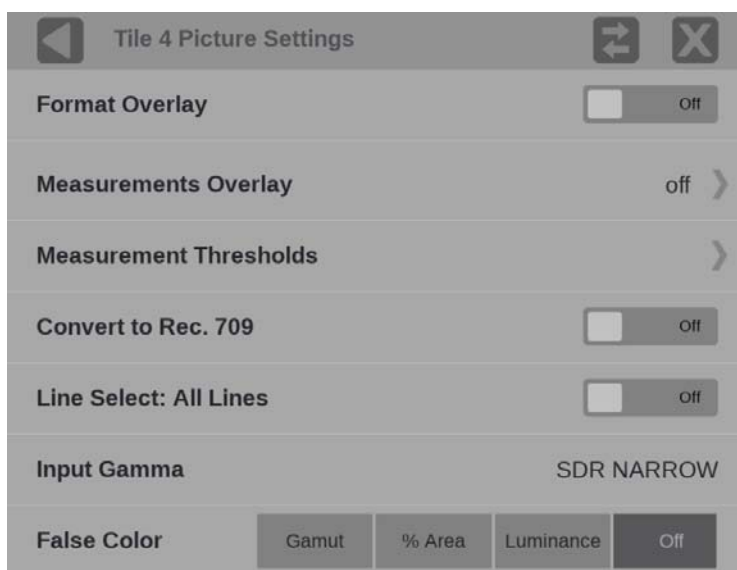 Tile 4 Picture Settings
Format Overlay Off
Measurements Overlay off
Measurement Thresholds
Convert to Rec. 709 Off
Line Select: All Lines Off
Input Gamma SDR NARROW
False Color Gamut % Area Luminance Off